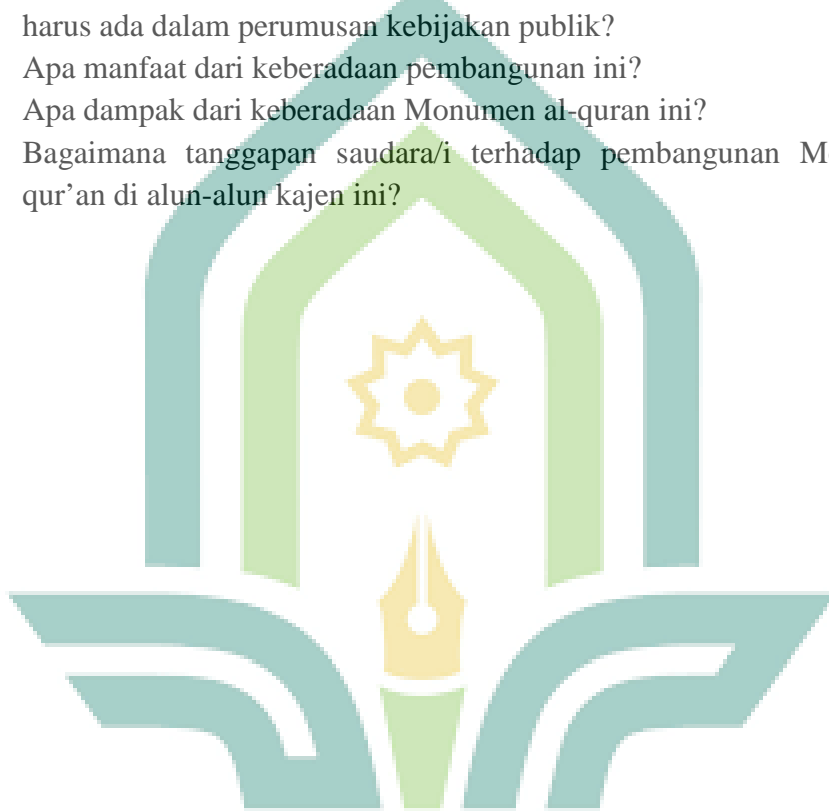 harus ada dalam perumusan kebijakan publik?
Apa manfaat dari keberadaan pembangunan ini?
Apa dampak dari keberadaan Monumen al-quran ini?
Bagaimana tanggapan saudara/i terhadap pembangunan M
qur’an di alun-alun kajen ini?